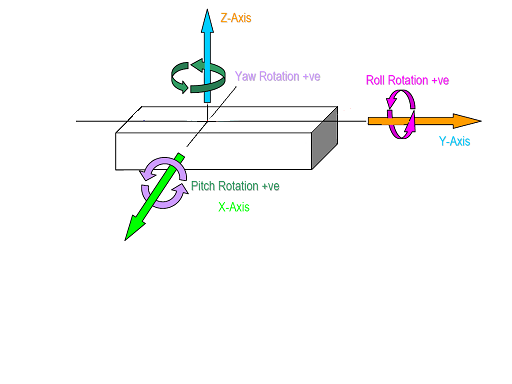 Z-Axis
Yaw Rotation +ve
Roll Rotation +ve
Y-Axis
Pitch Rotation +ve
X-Axis